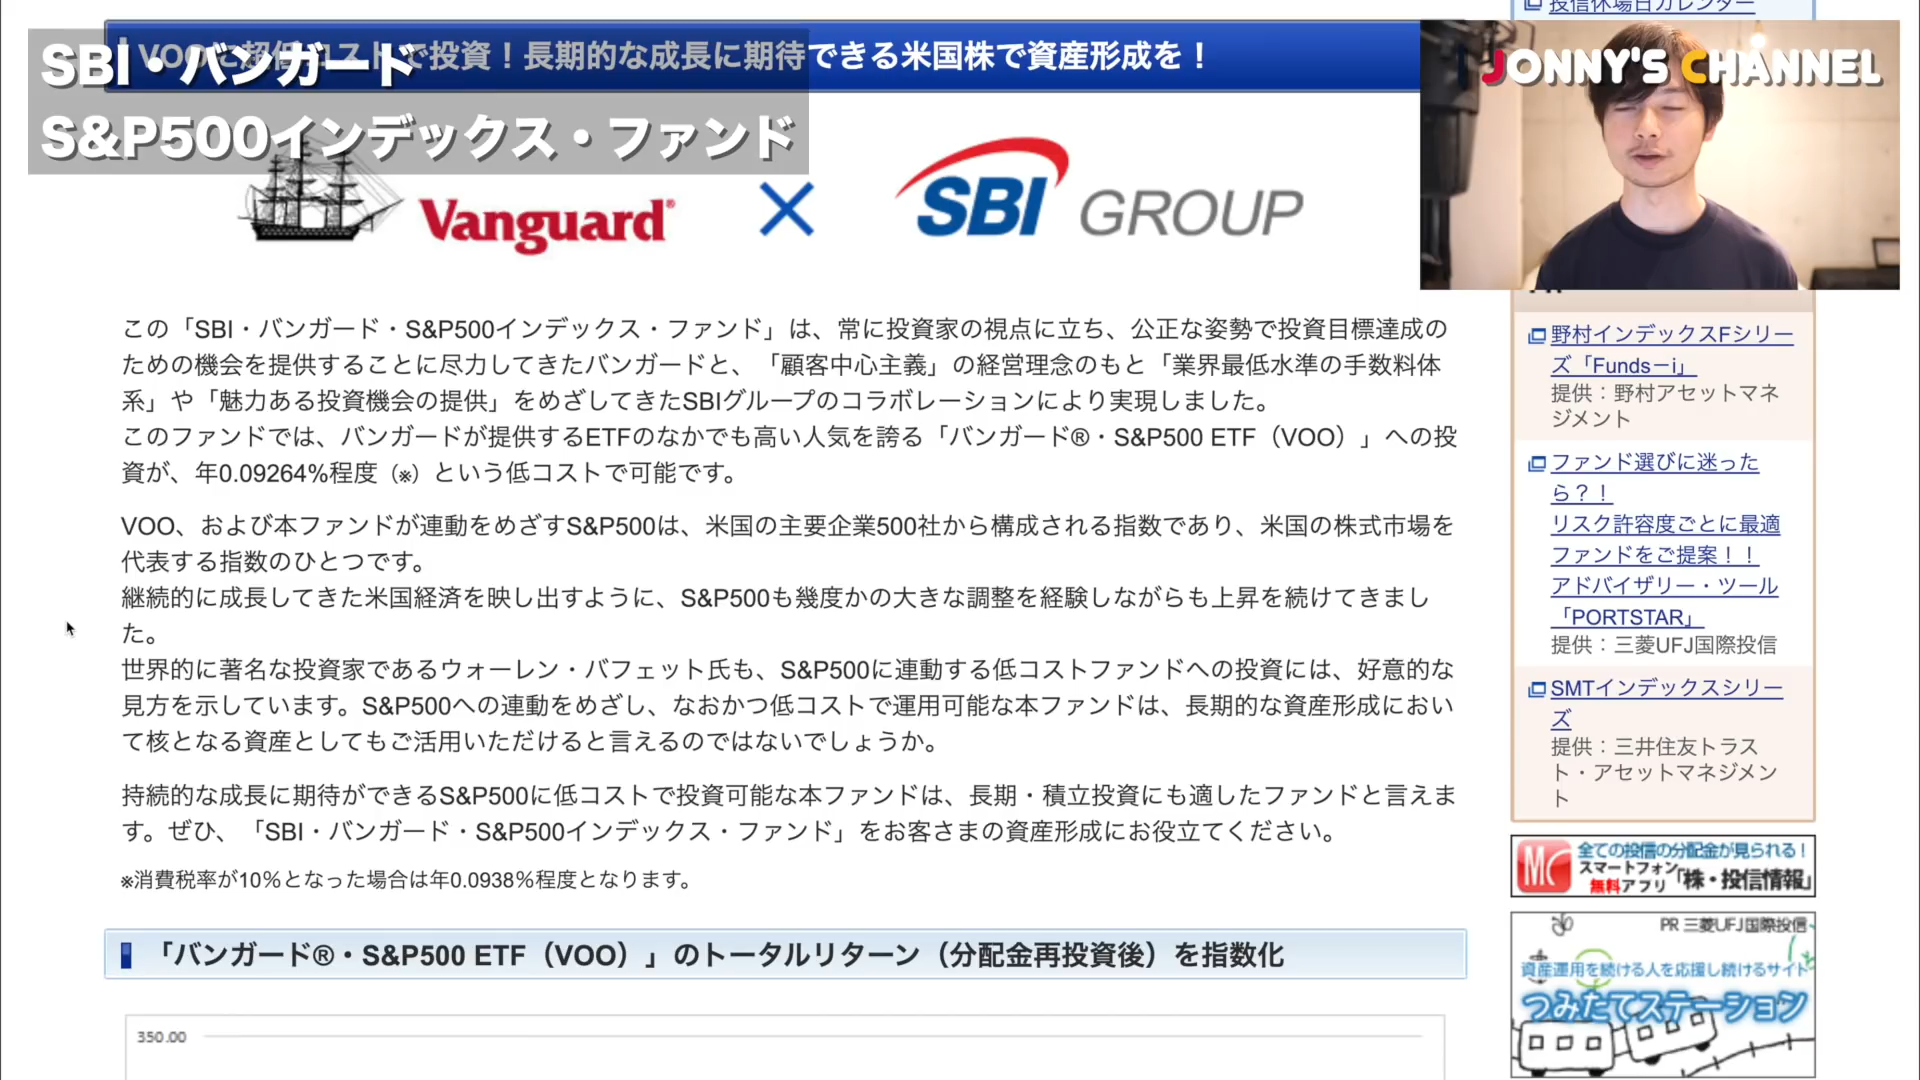 SBI・バンガード
S&P500インデックス・ファンド
VOOに超低コストで投資！長期的な成長に期待できる米国株で資産形成を！
JONNY'S CHANNEL
Vanguard®
×
SBI GROUP
この「SBI・バンガード・S&P500インデックス・ファンド」は、常に投資家の視点に立ち、公正な姿勢で投資目標達成の
ための機会を提供することに尽力してきたバンガードと、「顧客中心主義」の経営理念のもと「業界最低水準の手数料体
系」や「魅力ある投資機会の提供」をめざしてきたSBIグループのコラボレーションにより実現しました。
このファンドでは、バンガードが提供するETFのなかでも高い人気を誇る「バンガード®・S&P500 ETF（VOO）」への投
資が、年0.09264%程度（※）という低コストで可能です。
VOO、および本ファンドが連動をめざすS&P500は、米国の主要企業500社から構成される指数であり、米国の株式市場を
代表する指数のひとつです。
継続的に成長してきた米国経済を映し出すように、S&P500も幾度かの大きな調整を経験しながらも上昇を続けてきまし
た。
世界的に著名な投資家であるウォーレン・バフェット氏も、S&P500に連動する低コストファンドへの投資には、好意的な
見方を示しています。S&P500への連動をめざし、なおかつ低コストで運用可能な本ファンドは、長期的な資産形成におい
て核となる資産としてもご活用いただけると言えるのではないでしょうか。
持続的な成長に期待ができるS&P500に低コストで投資可能な本ファンドは、長期・積立投資にも適したファンドと言えま
す。ぜひ、「SBI・バンガード・S&P500インデックス・ファンド」をお客さまの資産形成にお役立てください。
※消費税率が10%となった場合は年0.0938%程度となります。
「バンガード®・S&P500 ETF（VOO）」のトータルリターン（分配金再投資後）を指数化
350.00
投信休場日カレンダー
野村インデックスFシリー
ズ「Funds－i」
提供：野村アセットマネ
ジメント
ファンド選びに迷った
ら？！
リスク許容度ごとに最適
ファンドをご提案！！
アドバイザリー・ツール
「PORTSTAR」
提供：三菱UFJ国際投信
SMTインデックスシリー
ズ
提供：三井住友トラス
ト・アセットマネジメン
ト
MC
全ての投信の分配金が見られる！
スマートフォン
無料アプリ「株・投信情報」
PR 三菱UFJ国際投信
資産運用を続ける人を応援し続けるサイト
つみたてステーション